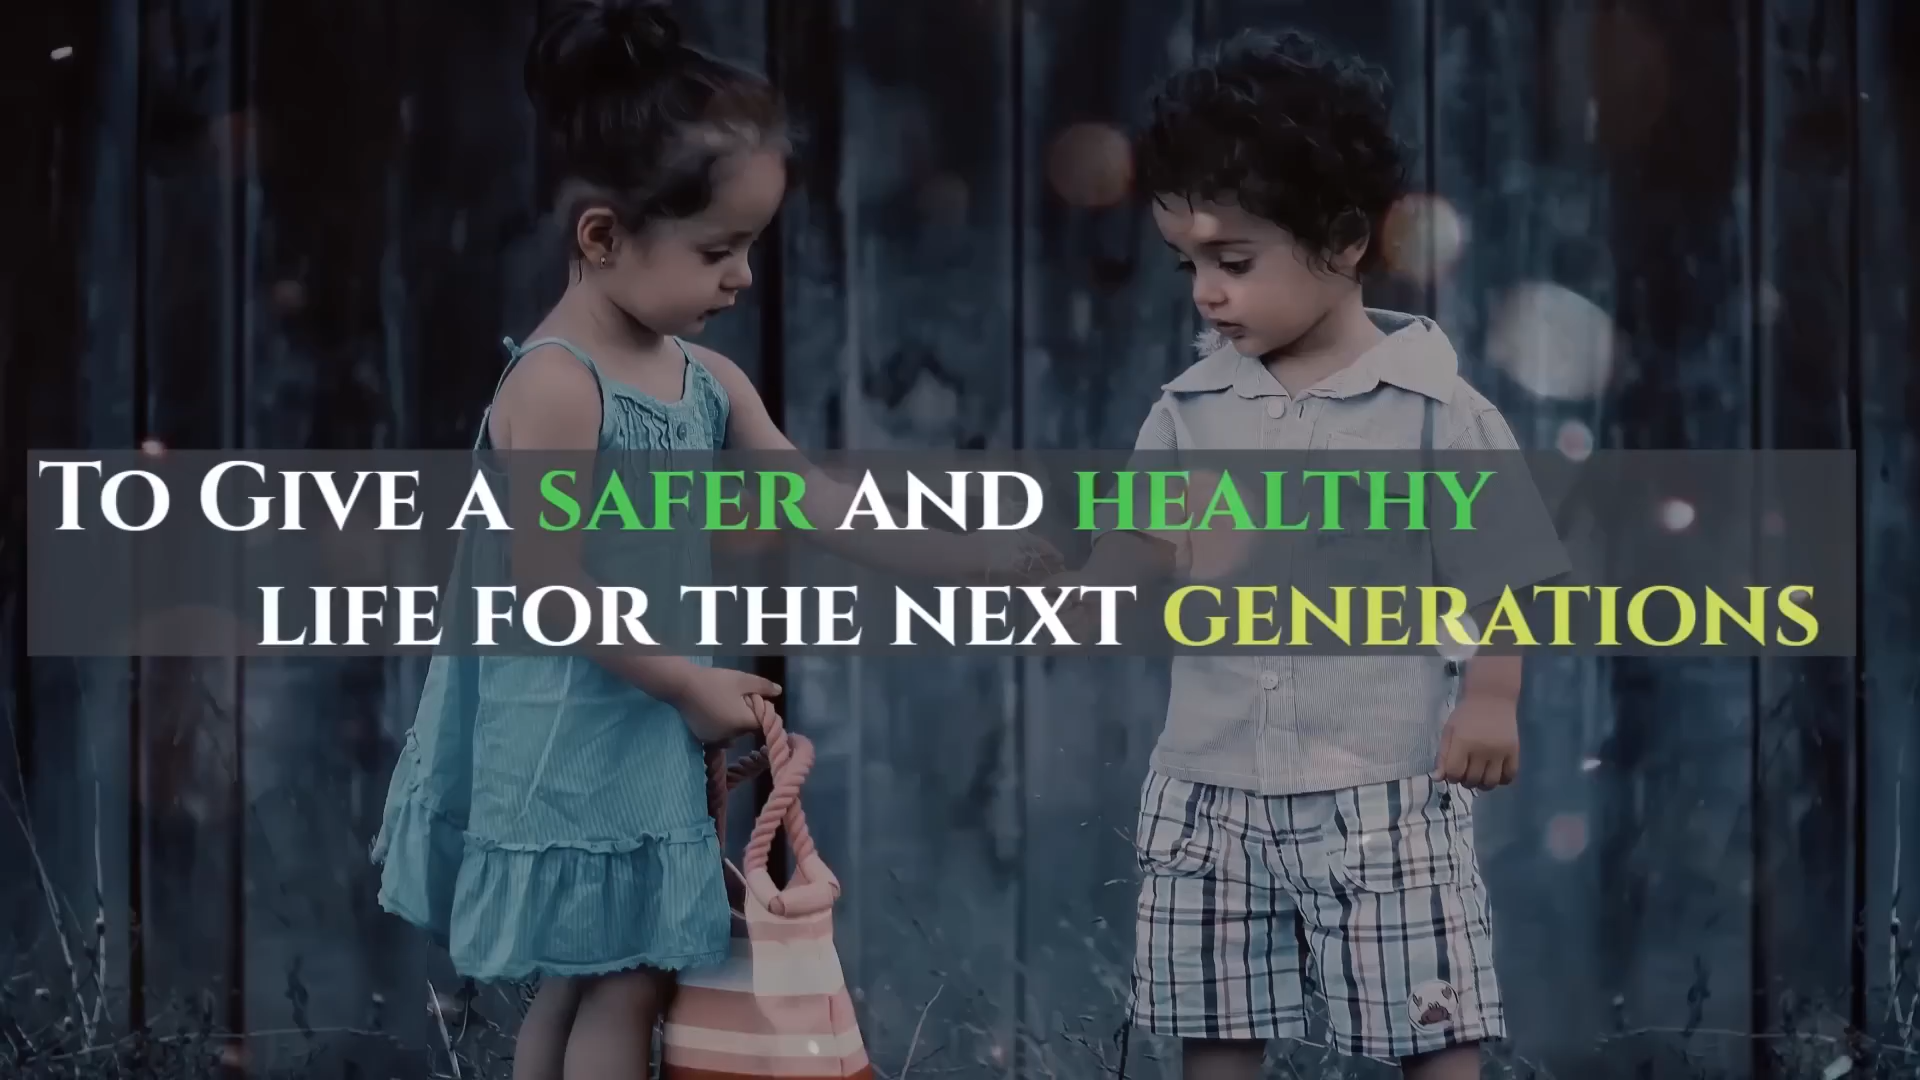 To Give a safer and healthy
life for the next generations